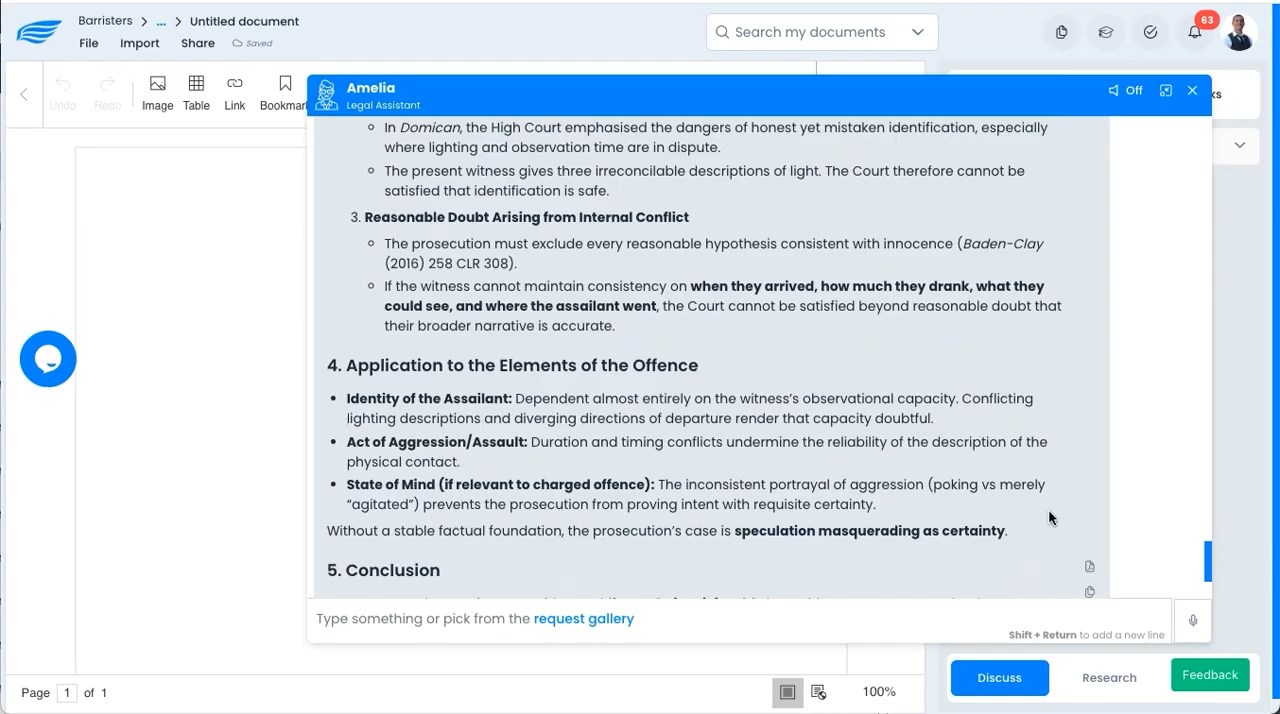 Barristers > ... > Untitled document
File Import Share Saved
Search my documents
63
Undo Redo Image Table Link
Amelia
Legal Assistant
Off
In Domican, the High Court emphasised the dangers of honest yet mistaken identification, especially
where lighting and observation time are in dispute.
The present witness gives three irreconcilable descriptions of light. The Court therefore cannot be
satisfied that identification is safe.
3. Reasonable Doubt Arising from Internal Conflict
The prosecution must exclude every reasonable hypothesis consistent with innocence (Baden-Clay
(2016) 258 CLR 308).
If the witness cannot maintain consistency on when they arrived, how much they drank, what they
could see, and where the assailant went, the Court cannot be satisfied beyond reasonable doubt that
their broader narrative is accurate.
4. Application to the Elements of the Offence
• Identity of the Assailant: Dependent almost entirely on the witness's observational capacity. Conflicting
lighting descriptions and diverging directions of departure render that capacity doubtful.
• Act of Aggression/Assault: Duration and timing conflicts undermine the reliability of the description of the
physical contact.
• State of Mind (if relevant to charged offence): The inconsistent portrayal of aggression (poking vs merely
“agitated”) prevents the prosecution from proving intent with requisite certainty.
Without a stable factual foundation, the prosecution's case is speculation masquerading as certainty.
5. Conclusion
Type something or pick from the request gallery
Shift + Return to add a new line
Discuss Research Feedback
Page 1 of 1
100%